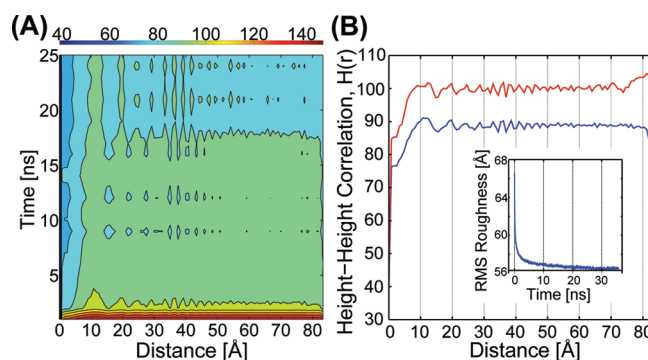 (A)
40 60 80 100 120 140
Time [ns]
25
20
15
10
5
0 10 20 30 40 50 60 70 80
Distance [Å]
(B)
Height-Height Correlation, H(r)
110
100
90
80
70
60
50
40
30
0 10 20 30 40 50 60 70 80
Distance [Å]
RMS Roughness [Å]
68
64
60
56
0 10 20 30
Time [ns]